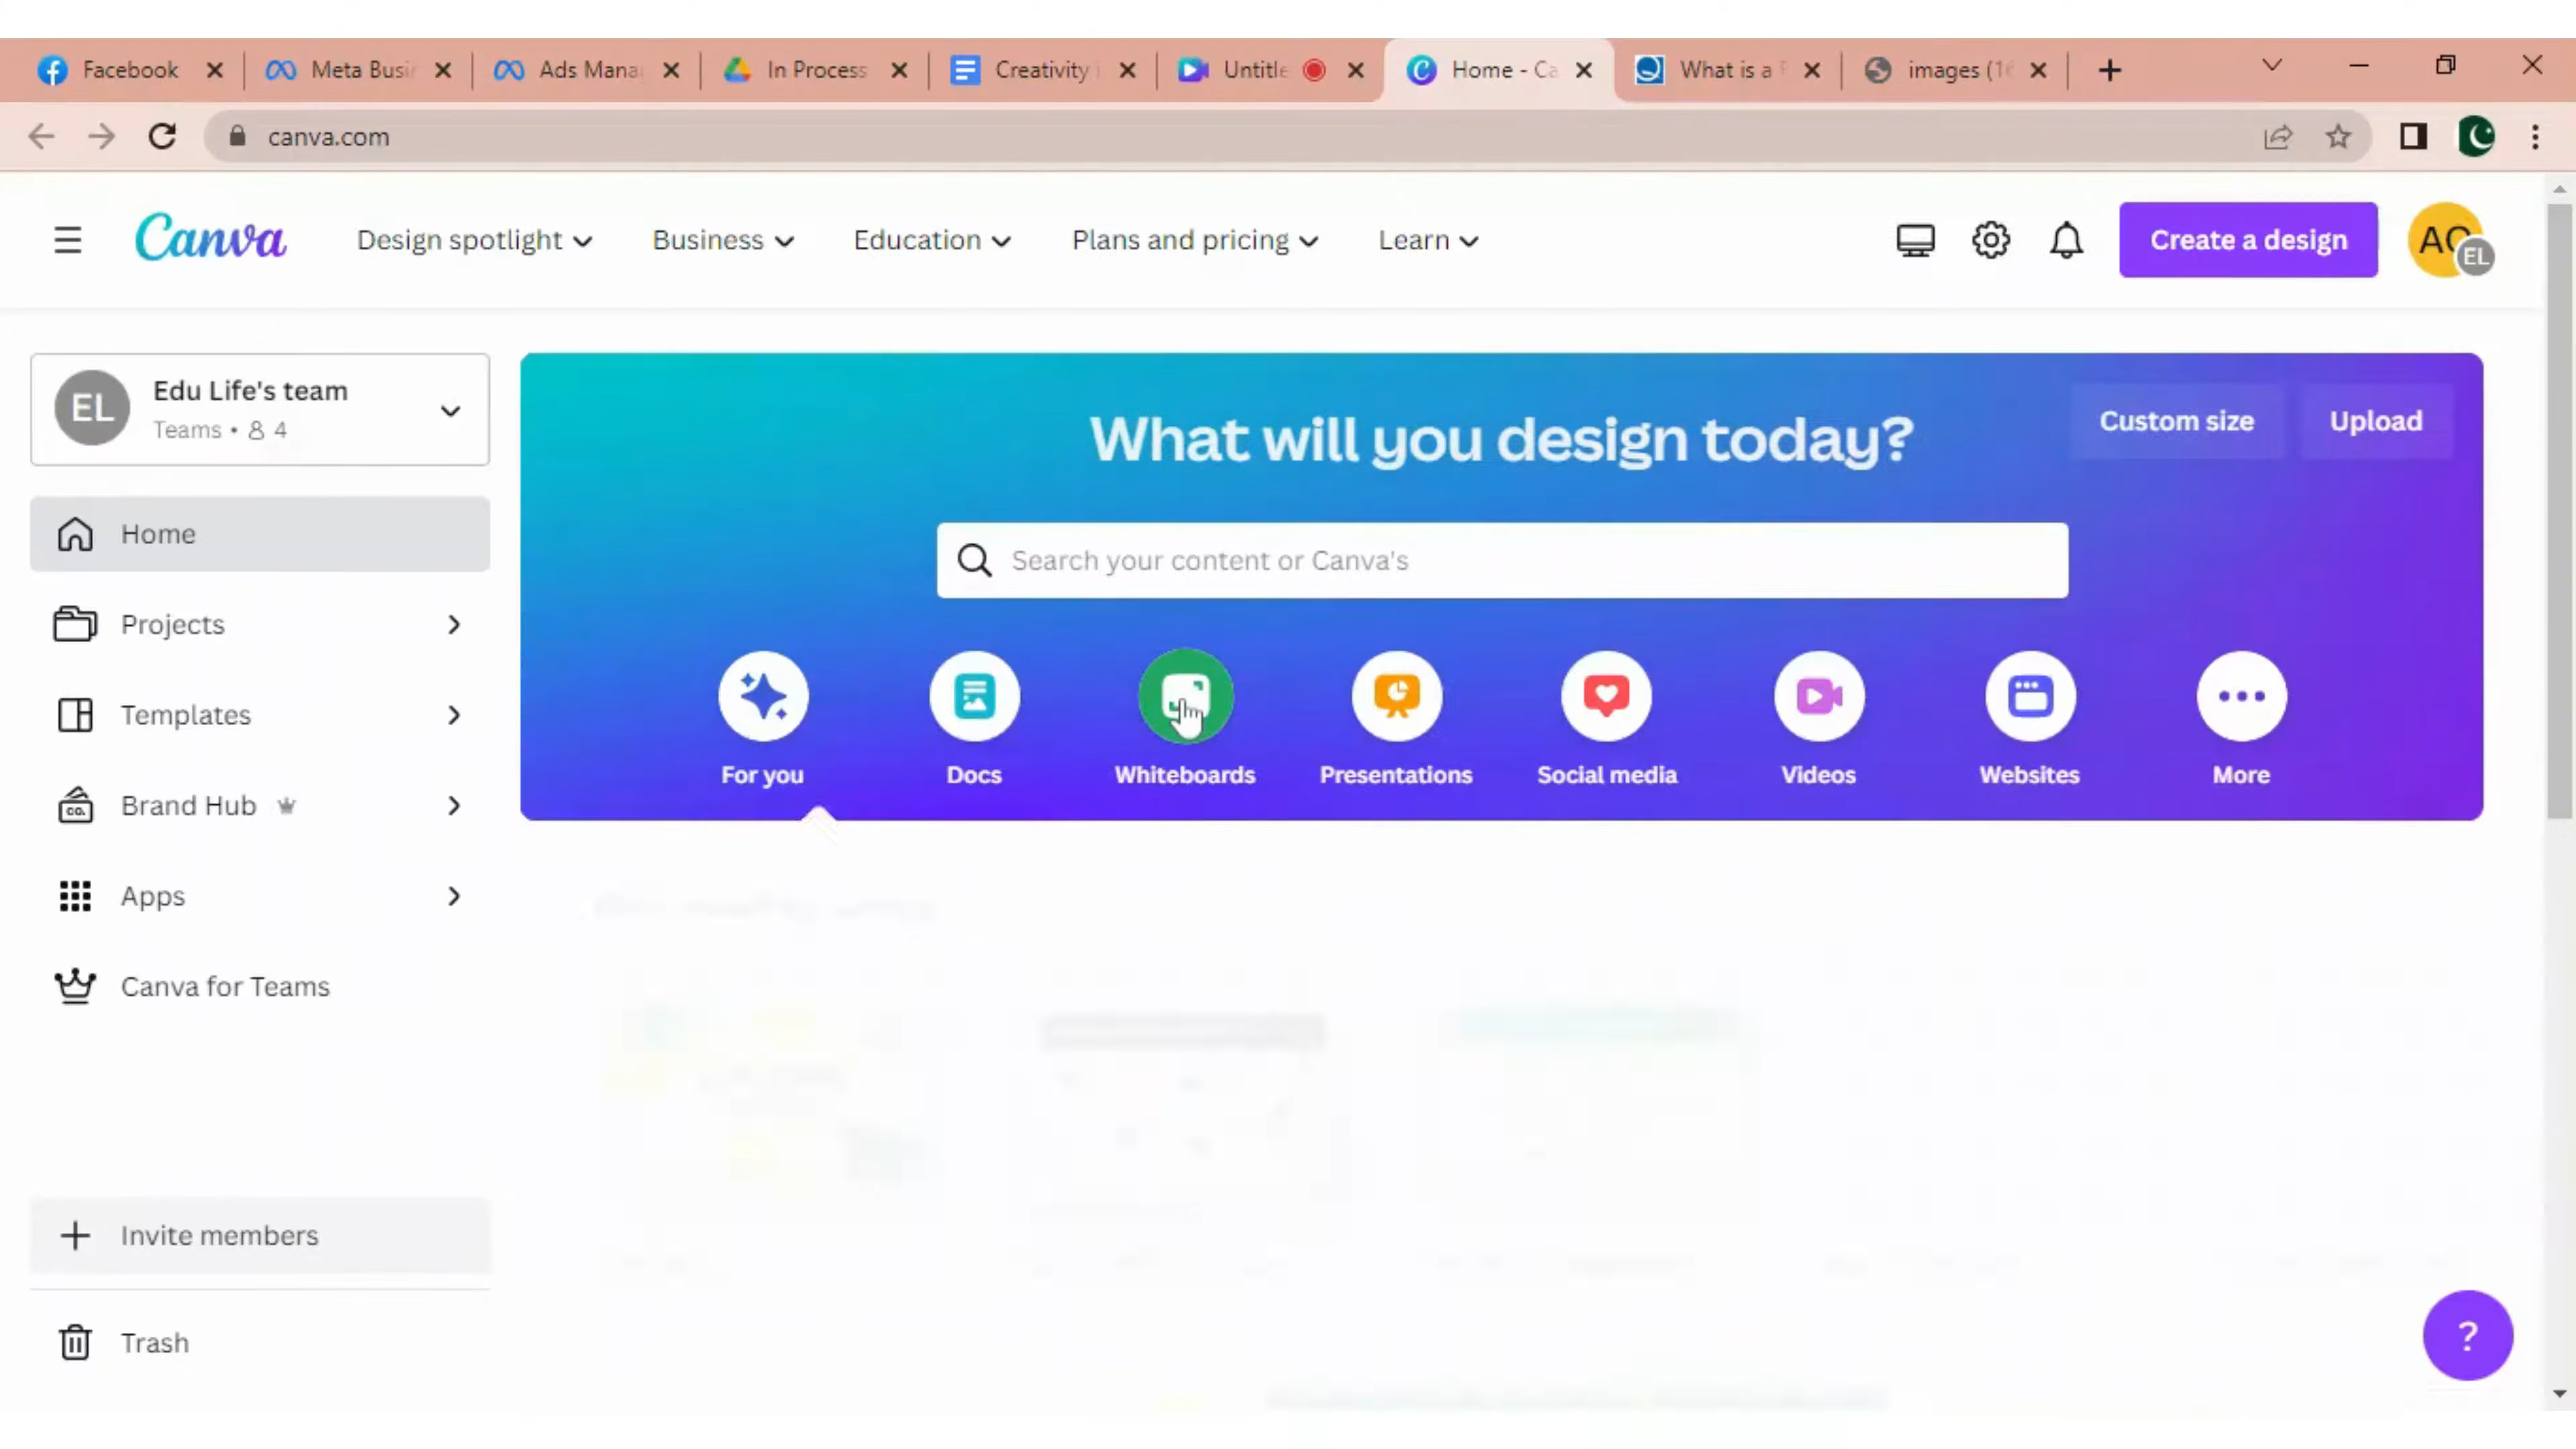 Facebook
Meta Busi
Ads Mana
In Process
Creativity
Untitle
Home - Ca
What is a
images (1
canva.com
Canva
Design spotlight
Business
Education
Plans and pricing
Learn
Create a design
AO
EL
EL
Edu Life's team
Teams • 4
Home
Projects
Templates
CO.
Brand Hub
Apps
Canva for Teams
Invite members
Trash
What will you design today?
Custom size
Upload
Search your content or Canva's
For you
Docs
Whiteboards
Presentations
Social media
Videos
Websites
More
?